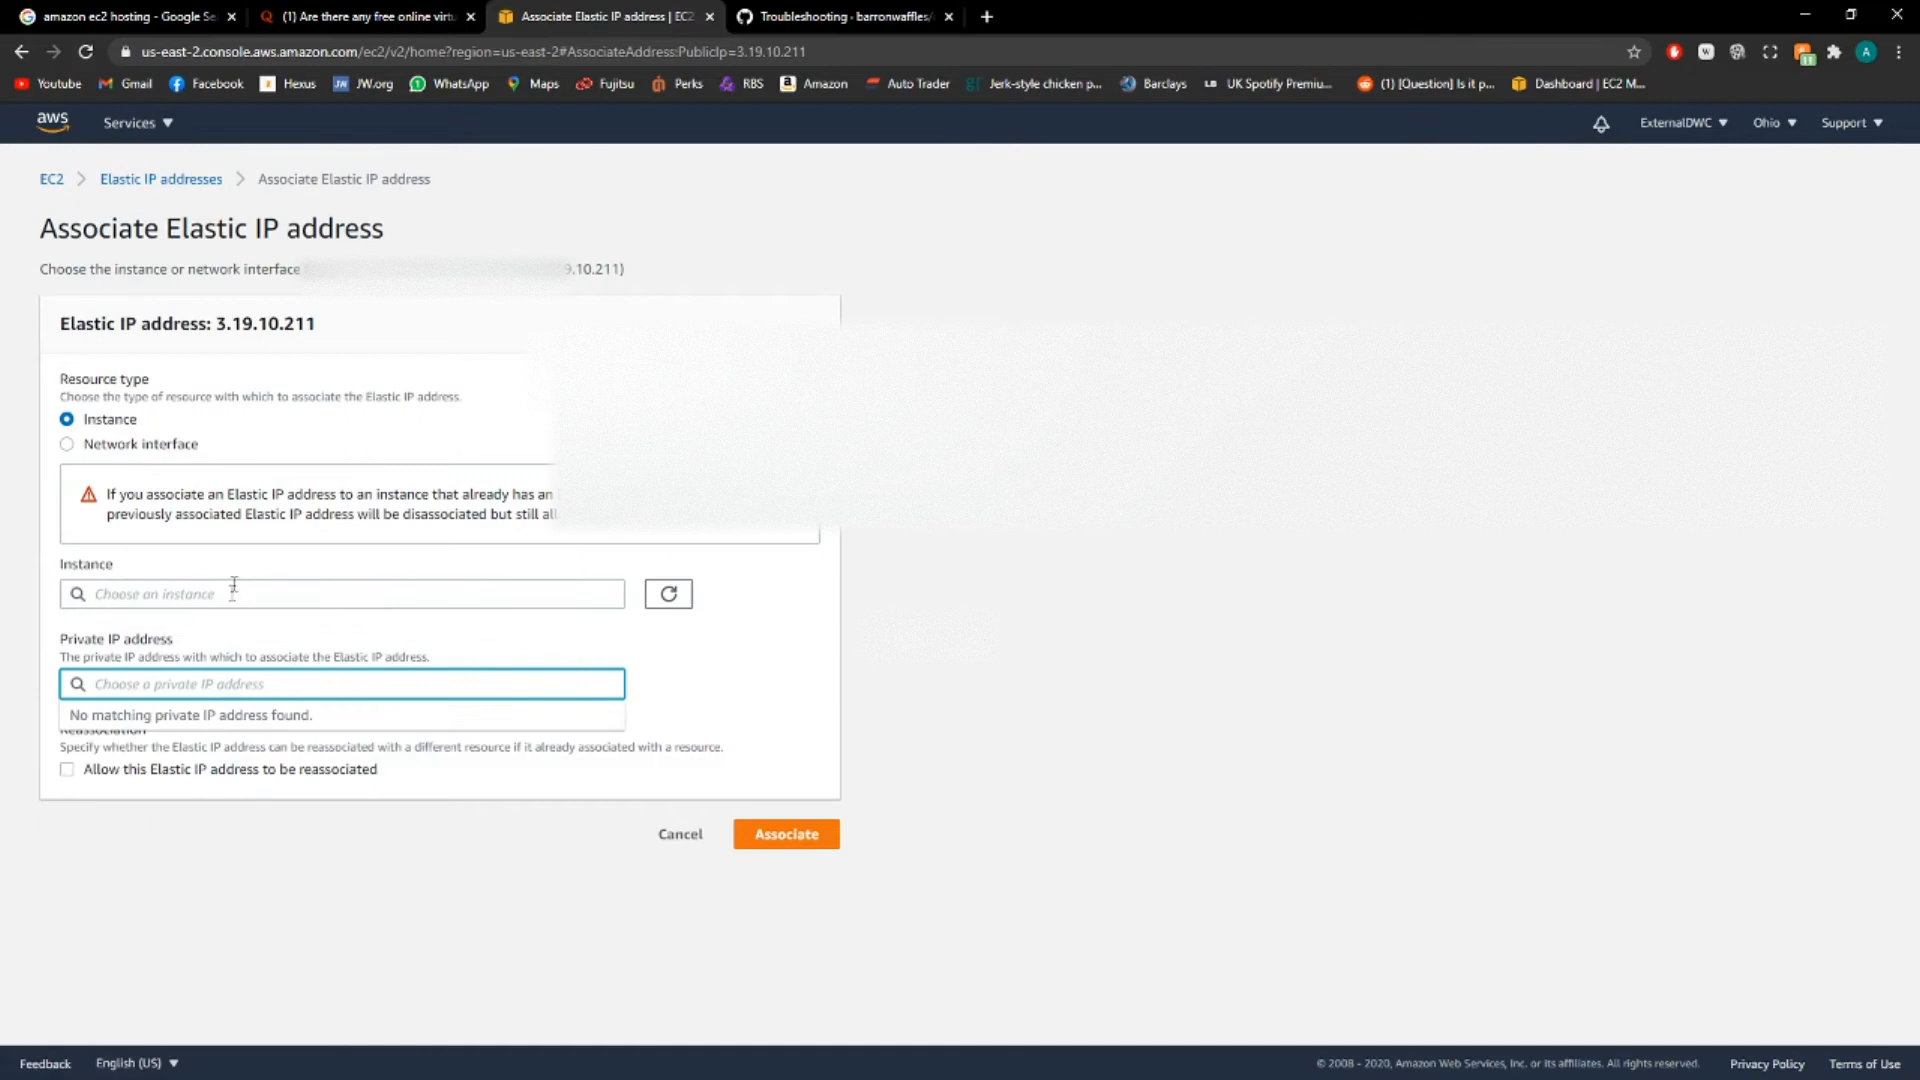 amazon ec2 hosting - Google Se
(1) Are there any free online virtu
Associate Elastic IP address | EC2
Troubleshooting · barronwaffles/
us-east-2.console.aws.amazon.com/ec2/v2/home?region=us-east-2#AssociateAddress:PublicIp=3.19.10.211
A
Youtube Gmail Facebook Hexus JW.org WhatsApp Maps Fujitsu Perks RBS Amazon Auto Trader Jerk-style chicken p... Barclays UK Spotify Premiu... (1) [Question] Is it p... Dashboard | EC2 M...
aws Services ExternalDWC Ohio Support
EC2 > Elastic IP addresses > Associate Elastic IP address
Associate Elastic IP address
Choose the instance or network interface 9.10.211)
Elastic IP address: 3.19.10.211
Resource type
Choose the type of resource with which to associate the Elastic IP address.
Instance
Network interface
If you associate an Elastic IP address to an instance that already has an
previously associated Elastic IP address will be disassociated but still all
Instance
Choose an instance
Private IP address
The private IP address with which to associate the Elastic IP address.
Choose a private IP address
No matching private IP address found.
Reassociation
Specify whether the Elastic IP address can be reassociated with a different resource if it already associated with a resource.
Allow this Elastic IP address to be reassociated
Cancel Associate
Feedback English (US) © 2008 - 2020, Amazon Web Services, Inc. or its affiliates. All rights reserved. Privacy Policy Terms of Use